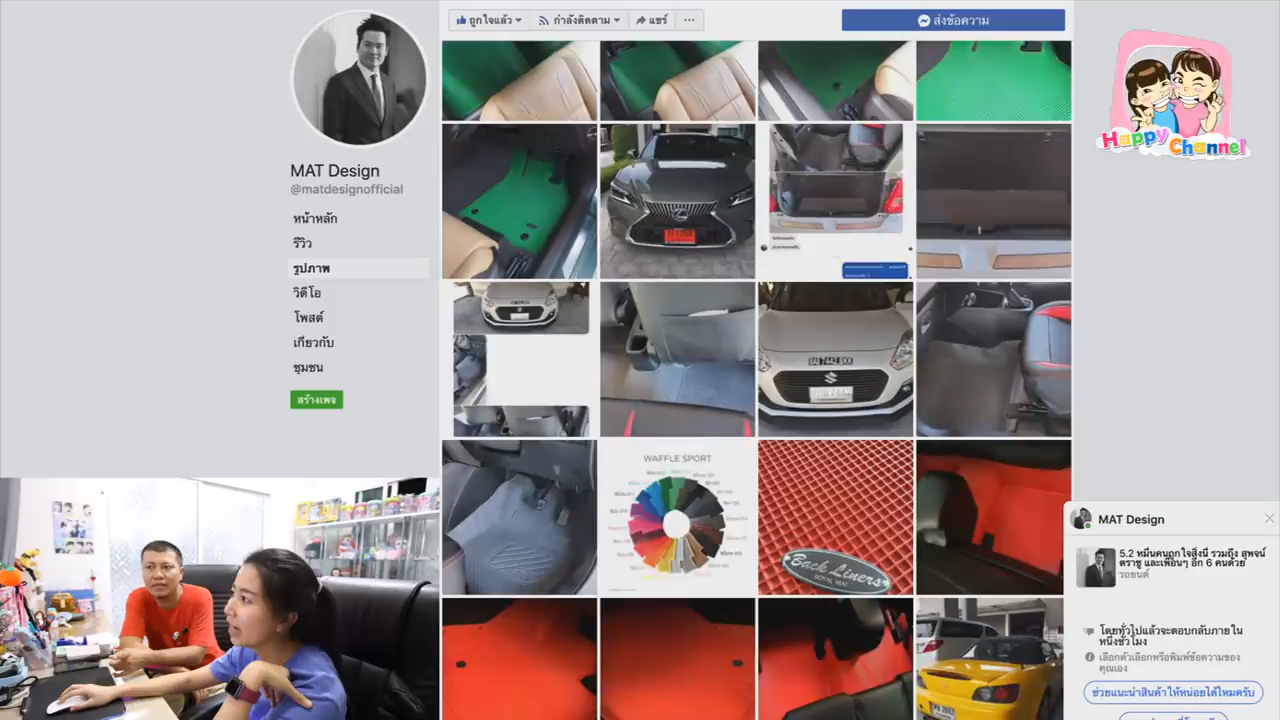 ถูกใจแล้ว
กำลังติดตาม
แชร์
ส่งข้อความ
Happy Channel
MAT Design
@matdesignofficial
หน้าหลัก
รีวิว
รูปภาพ
วิดีโอ
โพสต์
เกี่ยวกับ
ชุมชน
สร้างเพจ
7442
WAFFLE SPORT
Back Liners
ROYAL MAT
MAT Design
5.2 หมื่นคนถูกใจสิ่งนี้ รวมถึง สุพจน์
ตราชู และเพื่อนๆ อีก 6 คนด้วย
รถยนต์
โดยทั่วไปแล้วจะตอบกลับภายใน
หนึ่งชั่วโมง
เลือกตัวเลือกหรือพิมพ์ข้อความของ
คุณเอง
ช่วยแนะนำสินค้าให้หน่อยได้ไหมครับ